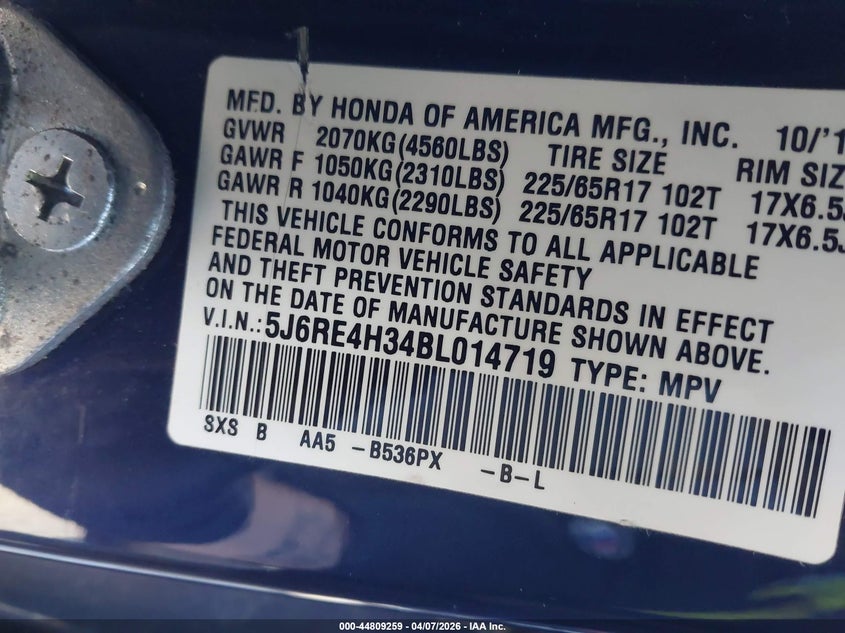 MFD. BY HONDA OF AMERICA MFG., INC. 10/'1
GVWR 2070KG(4560LBS) TIRE SIZE RIM SIZ
GAWR F 1050KG(2310LBS) 225/65R17 102T 17X6.5J
GAWR R 1040KG(2290LBS) 225/65R17 102T 17X6.5J
THIS VEHICLE CONFORMS TO ALL APPLICABLE
FEDERAL MOTOR VEHICLE SAFETY
AND THEFT PREVENTION STANDARDS IN EFFECT
ON THE DATE OF MANUFACTURE SHOWN ABOVE.
V.I.N.: 5J6RE4H34BL014719 TYPE: MPV
SXS B AA5 -B536PX -B-L
000-44809259 | 04/07/2026 - IAA Inc.